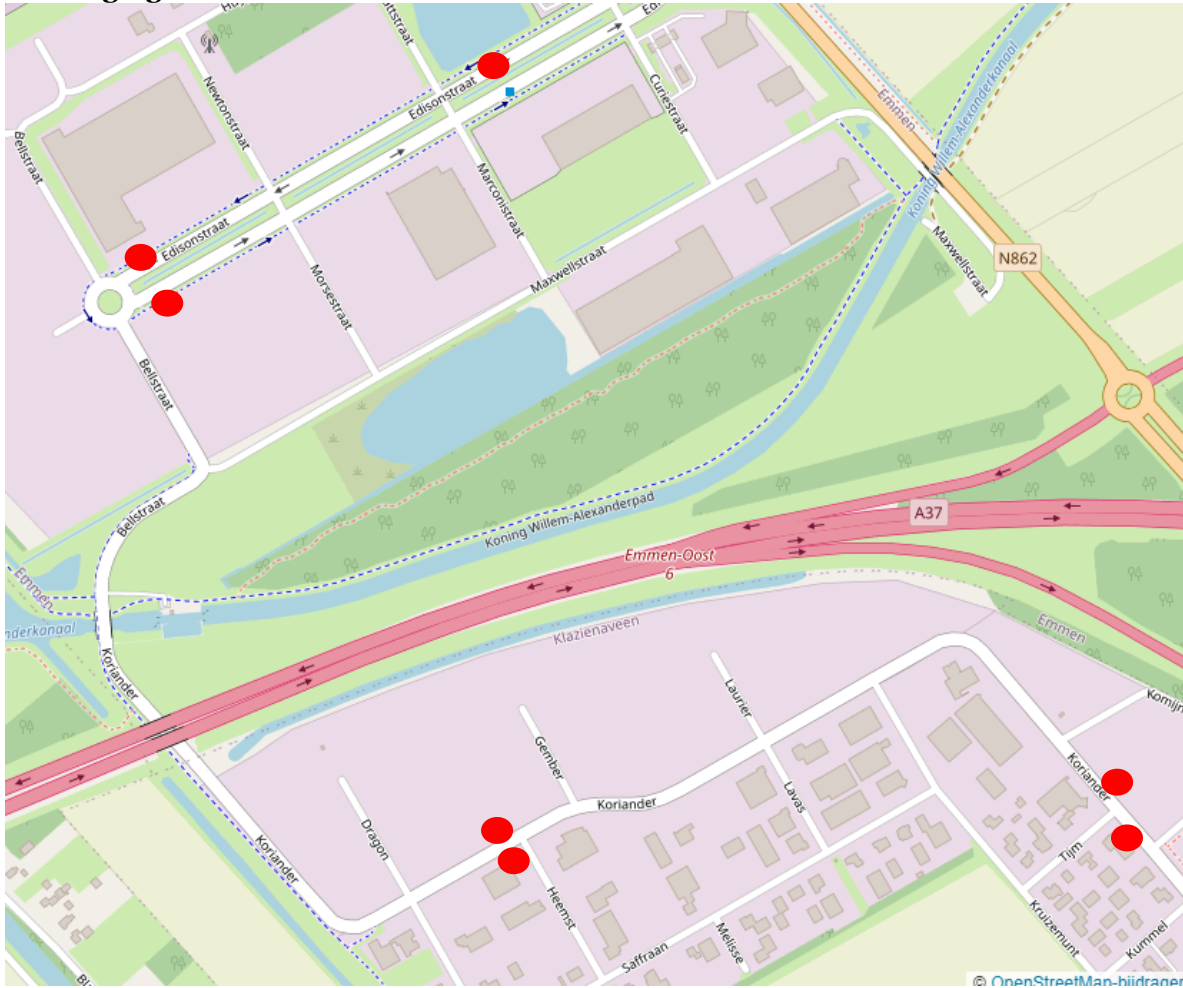 Edisonstraat
Edisonstraat
Edisonstraat
Newtonstraat
Bellstraat
Marconistraat
Curiestraat
Emmen
Koning Willem-Alexanderkanaal
Morsestraat
Maxwellstraat
Maxwellstraat
N862
Bellstraat
Bellstraat
Koning Willem-Alexanderpad
A37
Emmen-Oost
6
Emmen
Klazienaveen
Emmen
Koriander
Laurier
Gember
Koriander
Dragon
Koriander
Lavas
Koriander
Tijm
Heemst
Kruizemunt
Melisse
Saffraan
Kummel
© OpenStreetMap-bijdragers